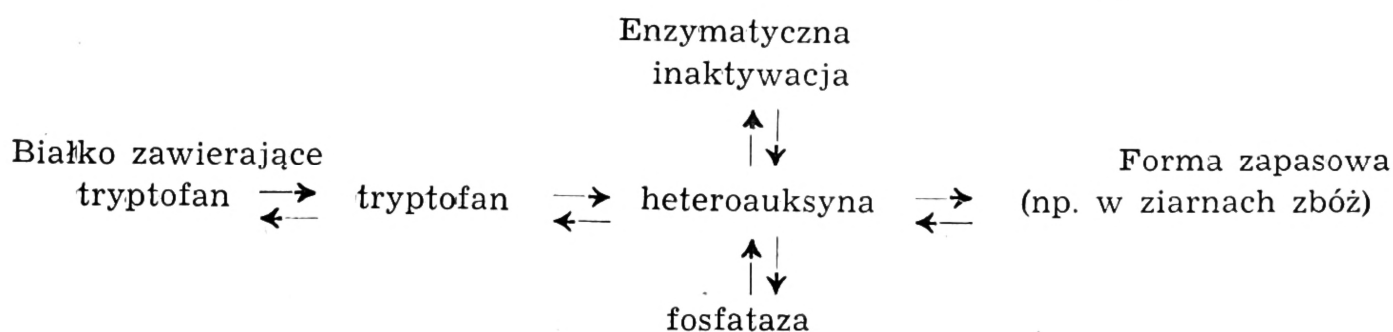 Enzymatyczna
inaktywacja
Białko zawierające
tryptofan
tryptofan
heteroauksyna
Forma zapasowa
(np. w ziarnach zbóż)
fosfataza